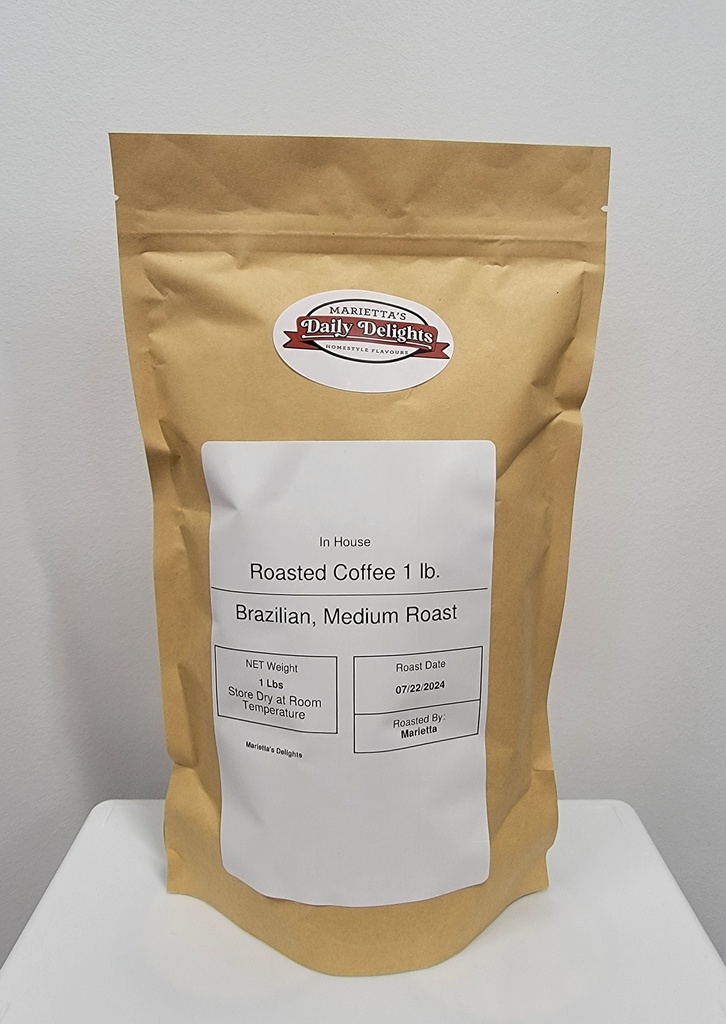 MARIETTA'S
Daily Delights
HOMESTYLE FLAVOURS
In House
Roasted Coffee 1 lb.
Brazilian, Medium Roast
NET Weight
1 Lbs
Store Dry at Room
Temperature
Roast Date
07/22/2024
Roasted By:
Marietta
Marietta's Delights